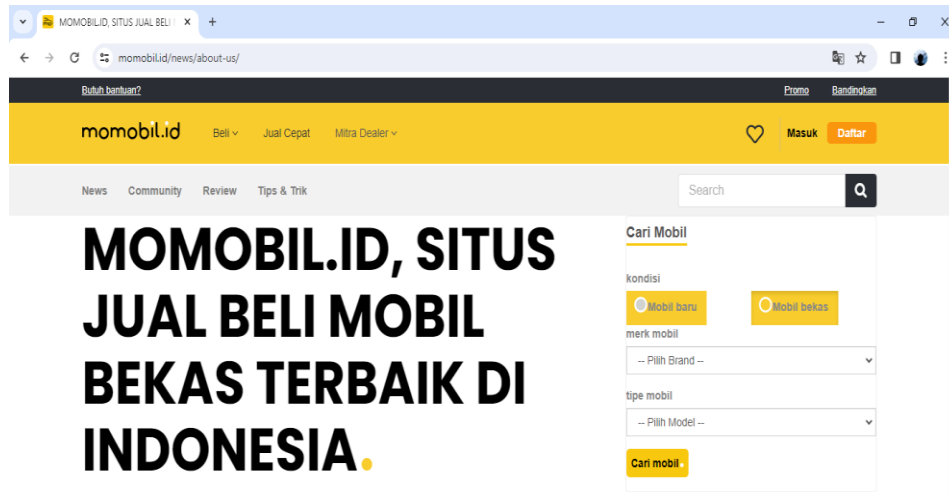 MOMOBIL.ID, SITUS JUAL BELI
momobil.id/news/about-us/
Butuh bantuan? Promo Bandingkan
momobil.id Beli Jual Cepat Mitra Dealer Masuk Daftar
News Community Review Tips & Trik Search
MOMOBIL.ID, SITUS
JUAL BELI MOBIL
BEKAS TERBAIK DI
INDONESIA.
Cari Mobil
kondisi
Mobil baru Mobil bekas
merk mobil
-- Pilih Brand --
tipe mobil
-- Pilih Model --
Cari mobil.